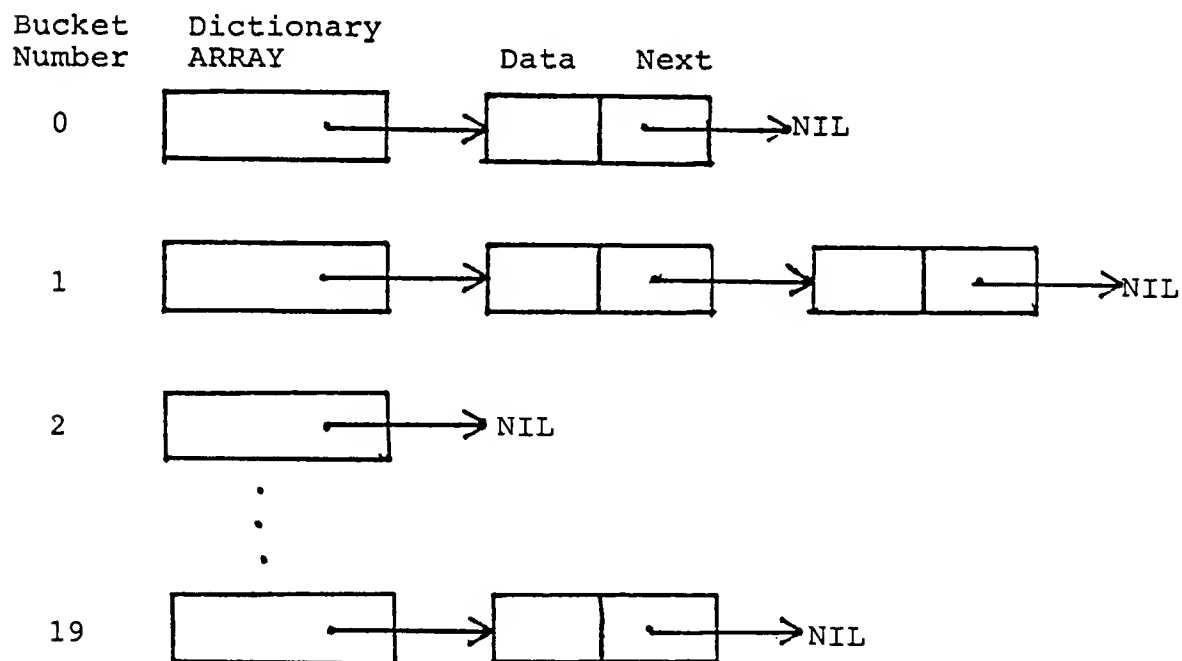 Bucket Dictionary
Number ARRAY Data Next
0 NIL
1 NIL
2 NIL
19 NIL